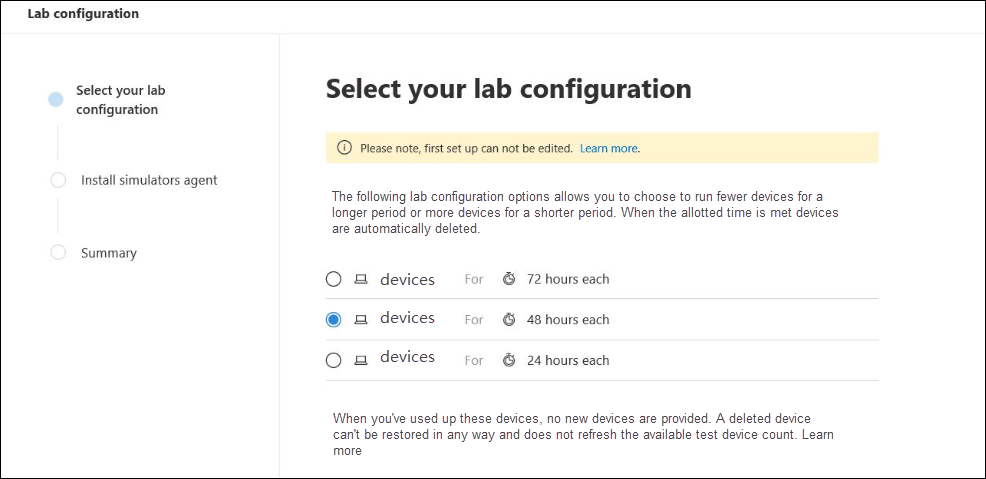 Lab configuration
Select your lab
configuration
Install simulators agent
Summary
Select your lab configuration
Please note, first set up can not be edited. Learn more.
The following lab configuration options allows you to choose to run fewer devices for a
longer period or more devices for a shorter period. When the allotted time is met devices
are automatically deleted.
devices For 72 hours each
devices For 48 hours each
devices For 24 hours each
When you've used up these devices, no new devices are provided. A deleted device
can't be restored in any way and does not refresh the available test device count. Learn
more